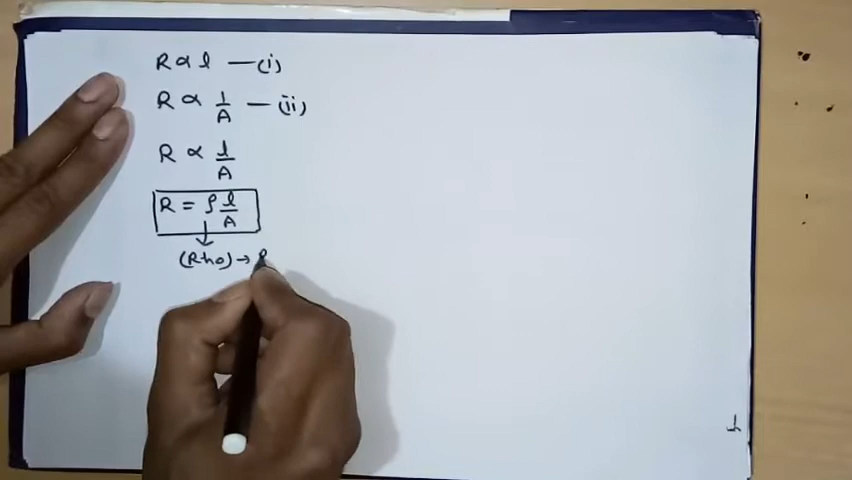 R ∝ l — (i)
R ∝ 1/A — (ii)
R ∝ l/A
R = ρ l/A
(Rho) →